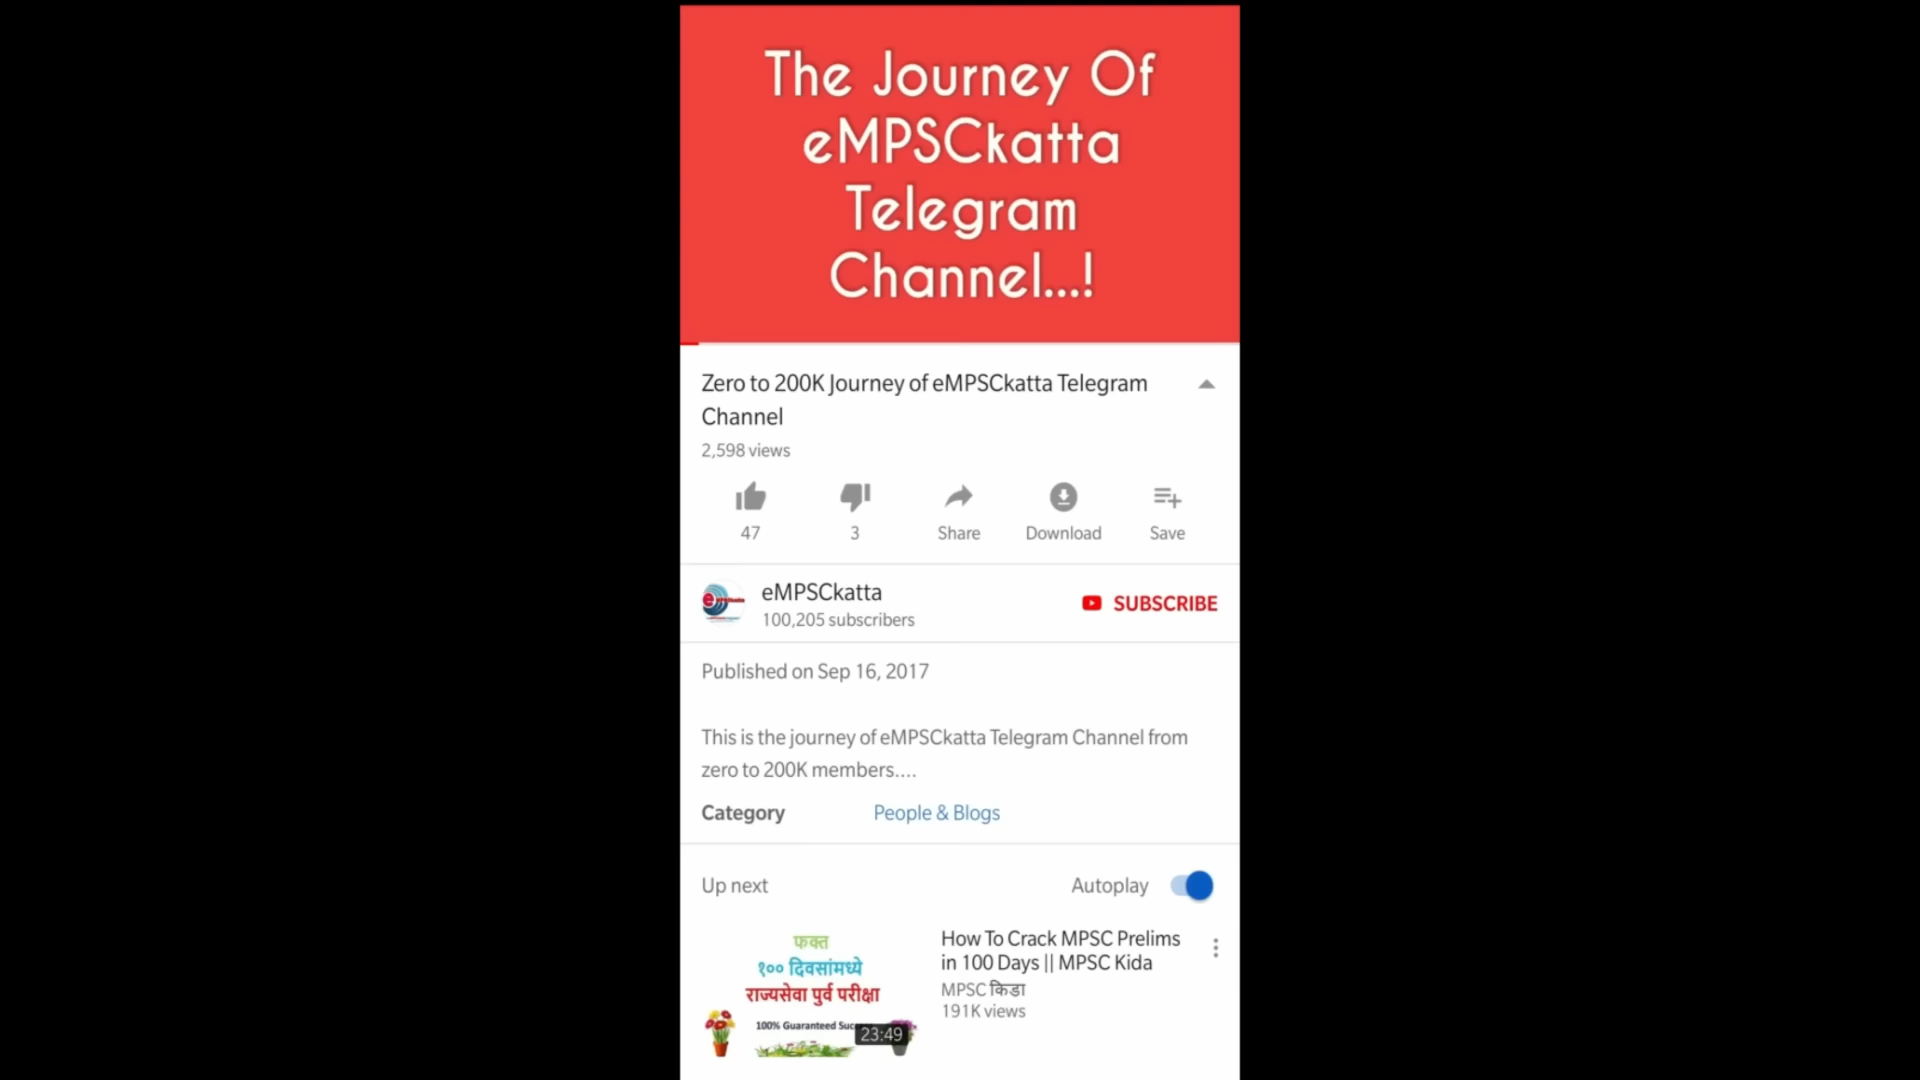 The Journey Of
eMPSCkatta
Telegram
Channel...!
Zero to 200K Journey of eMPSCkatta Telegram
Channel
2,598 views
47
3
Share
Download
Save
eMPSCkatta
100,205 subscribers
SUBSCRIBE
Published on Sep 16, 2017
This is the journey of eMPSCkatta Telegram Channel from
zero to 200K members....
Category
People & Blogs
Up next
Autoplay
फक्त
१०० दिवसांमध्ये
राज्यसेवा पुर्व परीक्षा
100% Guaranteed
23:49
How To Crack MPSC Prelims
in 100 Days || MPSC Kida
MPSC किडा
191K views